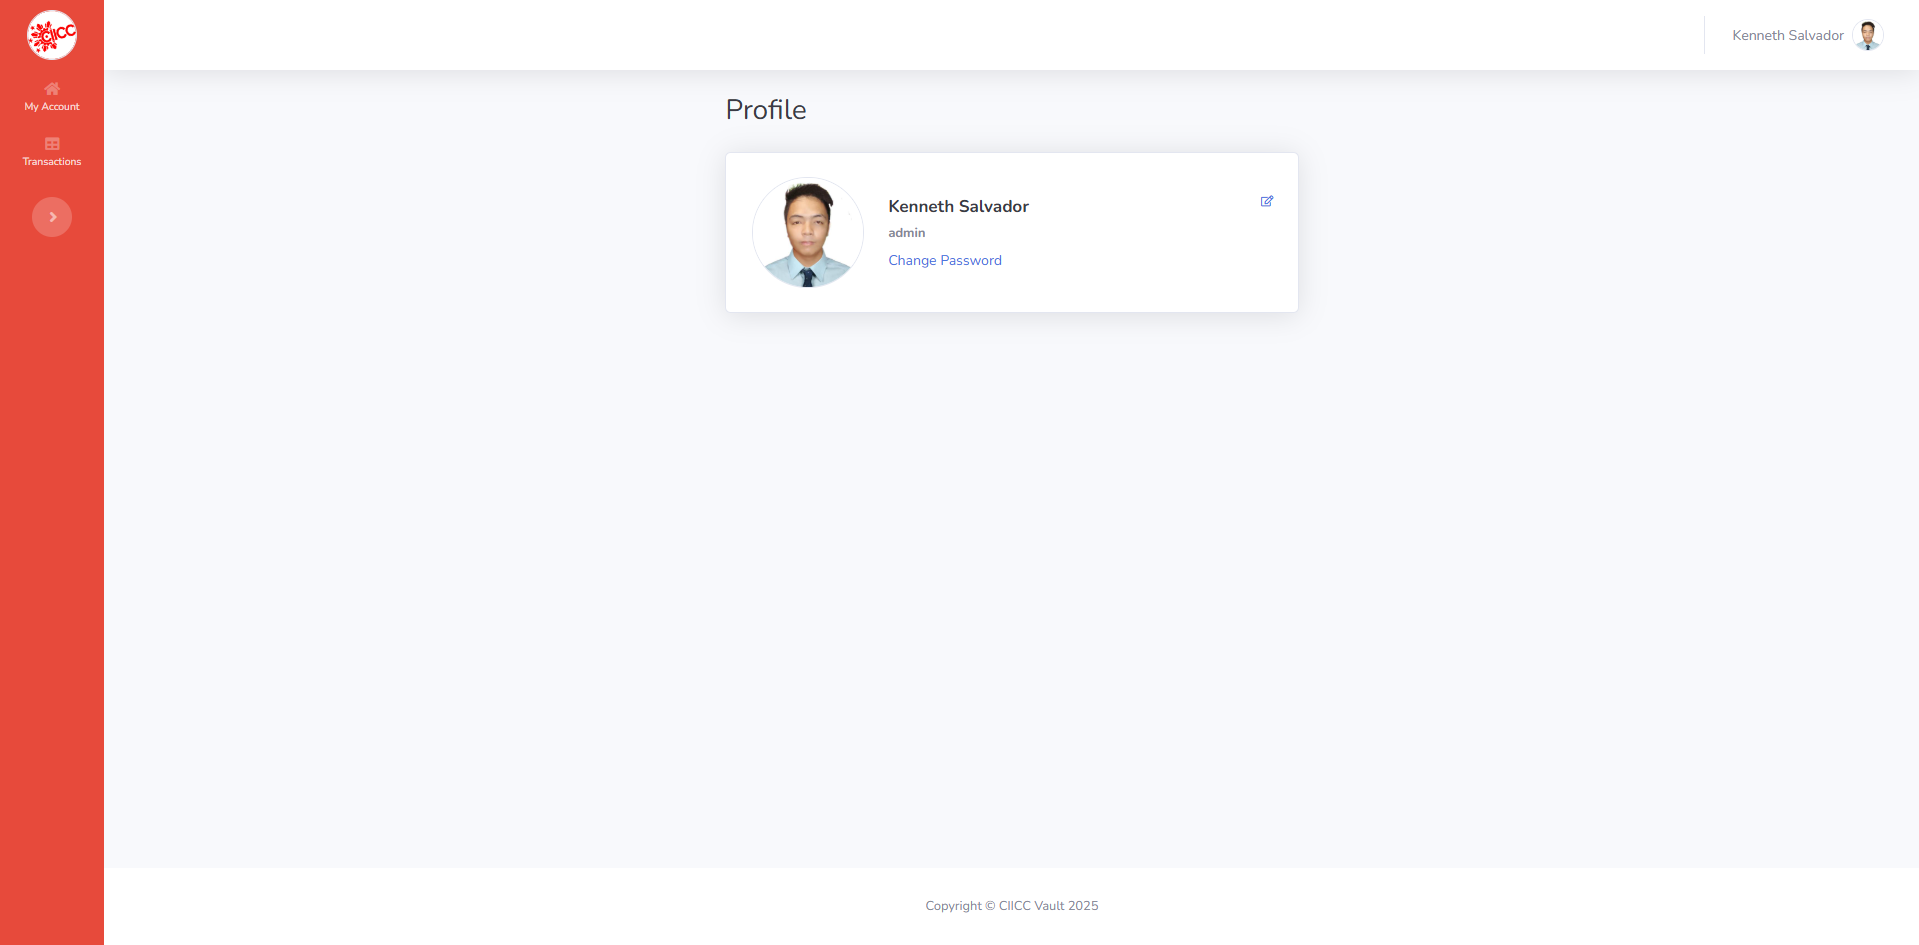 CIICC
Kenneth Salvador
My Account
Transactions
Profile
Kenneth Salvador
admin
Change Password
Copyright © CIICC Vault 2025